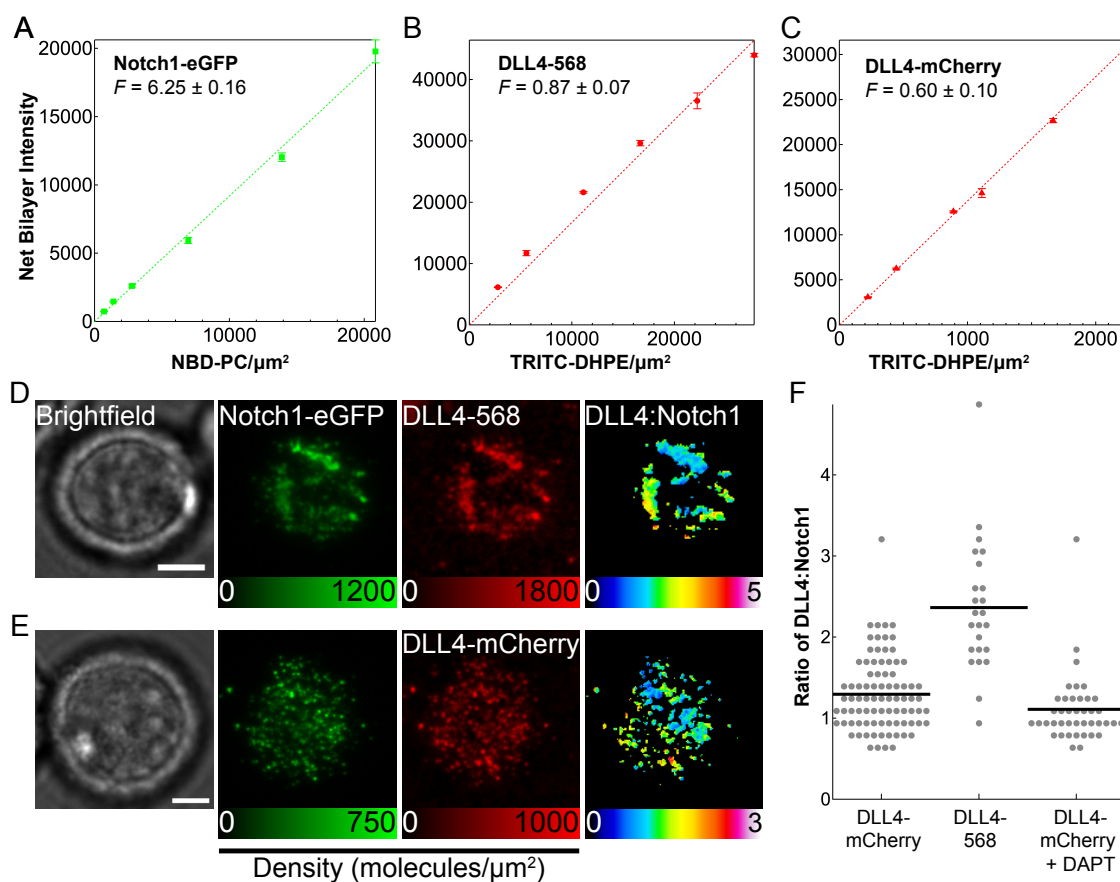 A
Notch1-eGFP
F = 6.25 ± 0.16
Net Bilayer Intensity
20000
15000
10000
5000
0
0 10000 20000
NBD-PC/µm²
B
DLL4-568
F = 0.87 ± 0.07
40000
30000
20000
10000
0
0 10000 20000
TRITC-DHPE/µm²
C
DLL4-mCherry
F = 0.60 ± 0.10
30000
25000
20000
15000
10000
5000
0
0 1000 2000
TRITC-DHPE/µm²
D
Brightfield Notch1-eGFP DLL4-568 DLL4:Notch1
0 1200 0 1800 0 5
E
DLL4-mCherry
0 750 0 1000 0 3
Density (molecules/µm²)
F
Ratio of DLL4:Notch1
4
3
2
1
0
DLL4-
mCherry
DLL4-
568
DLL4-
mCherry
+ DAPT